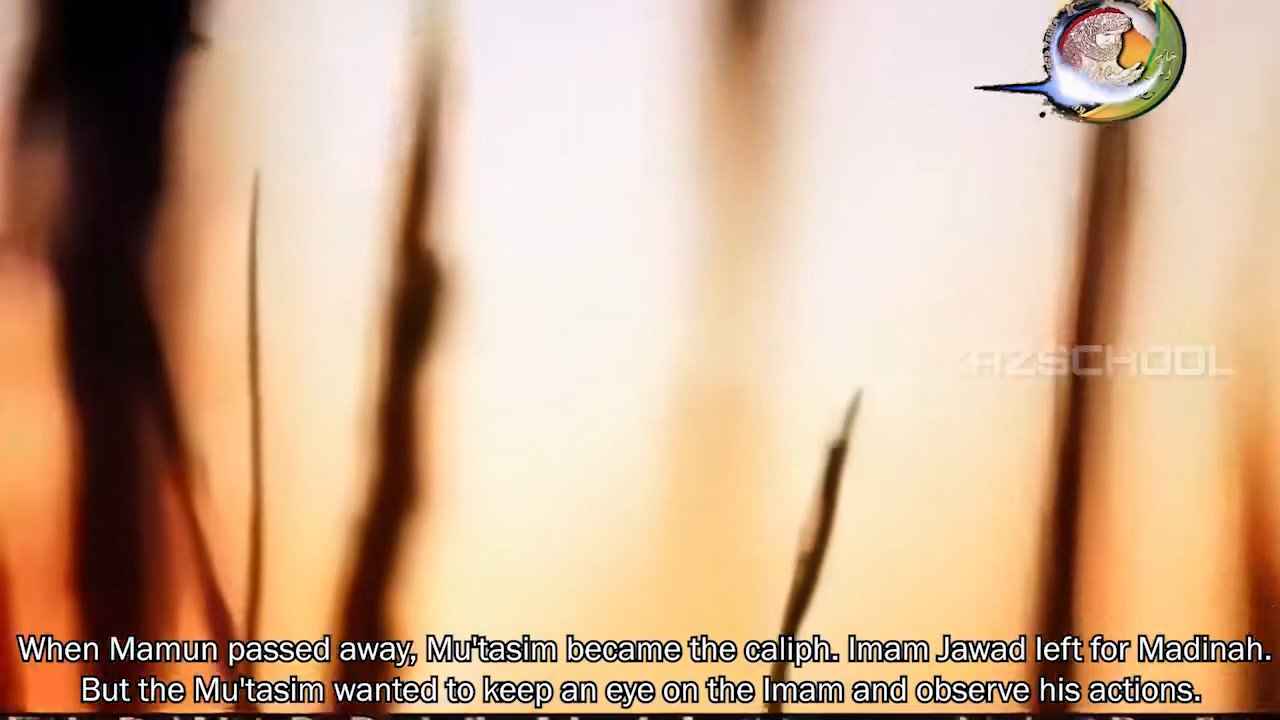 AZSCHOOL
When Mamun passed away, Mu'tasim became the caliph. Imam Jawad left for Madinah.
But the Mu'tasim wanted to keep an eye on the Imam and observe his actions.